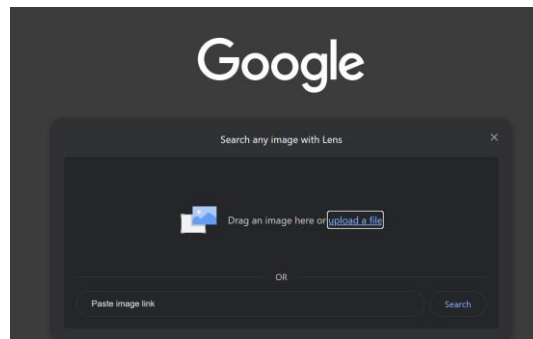 Google
Search any image with Lens
Drag an image here or upload a file
OR
Paste image link
Search